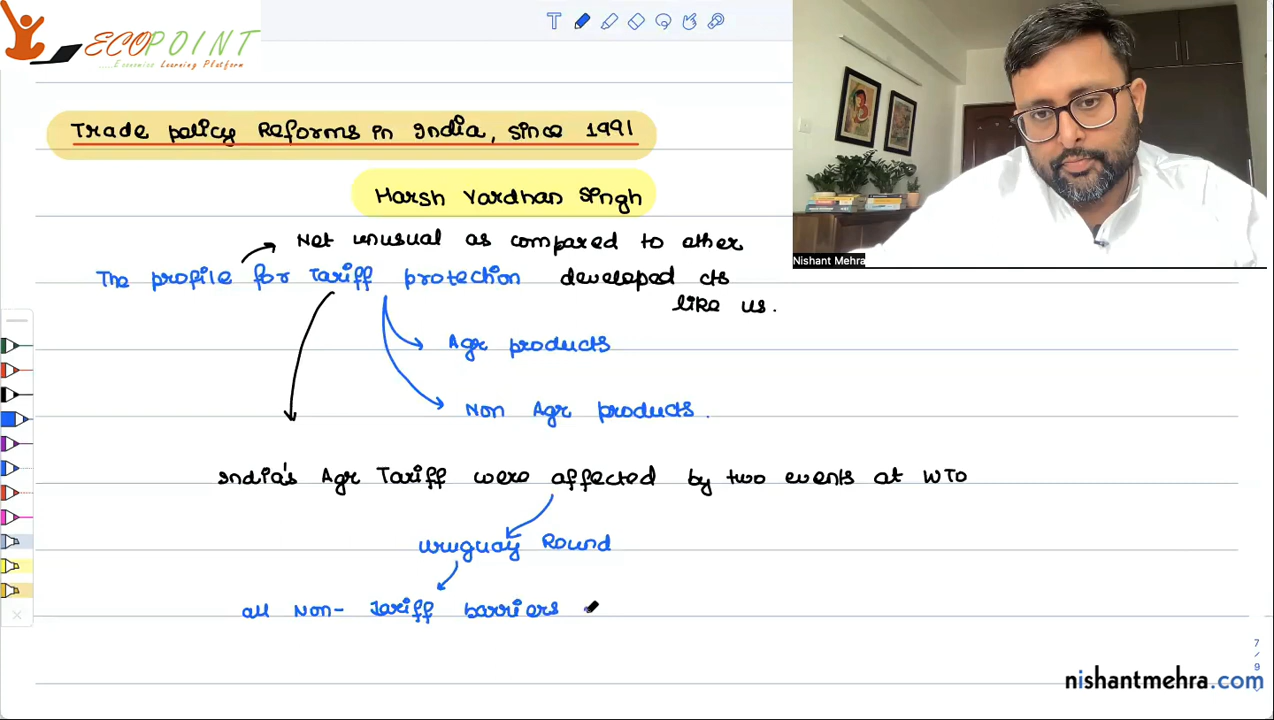 ECOPOINT
.....Economics Learning Platform
T
Trade policy Reforms in India, since 1991
Harsh Vardhan Singh
Not unusual as compared to other
The profile for Tariff protection developed cts
like us.
Agr products
Non Agr products.
India's Agr Tariff were affected by two events at WTO
Uruguay Round
all Non- Tariff barriers
Nishant Mehra
7
9
nishantmehra.com